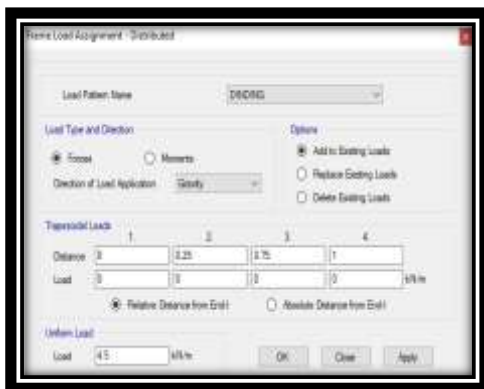 Frame Load Assignment - Distributed
Load Pattern Name DINDING
Load Type and Direction
Forces Moments
Direction of Load Application Gravity
Options
Add to Existing Loads
Replace Existing Loads
Delete Existing Loads
Trapezoidal Loads
1 2 3 4
Distance 0 0.25 0.75 1
Load 0 0 0 0 kN/m
Relative Distance from End-I Absolute Distance from End-I
Uniform Load
Load 4.5 kN/m
OK Close Apply